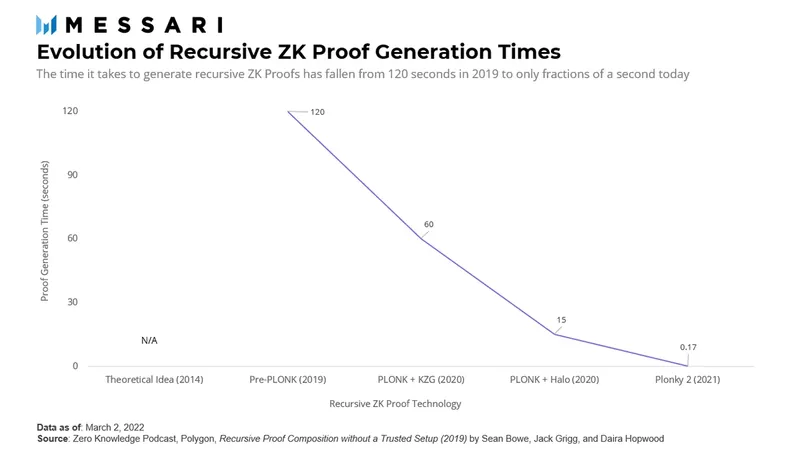 MESSARI
Evolution of Recursive ZK Proof Generation Times
The time it takes to generate recursive ZK Proofs has fallen from 120 seconds in 2019 to only fractions of a second today
Proof Generation Time (seconds)
120
90
60
30
0
N/A
120
60
15
0.17
Theoretical Idea (2014)
Pre-PLONK (2019)
PLONK + KZG (2020)
PLONK + Halo (2020)
Plonky 2 (2021)
Recursive ZK Proof Technology
Data as of: March 2, 2022
Source: Zero Knowledge Podcast, Polygon, Recursive Proof Composition without a Trusted Setup (2019) by Sean Bowe, Jack Grigg, and Daira Hopwood